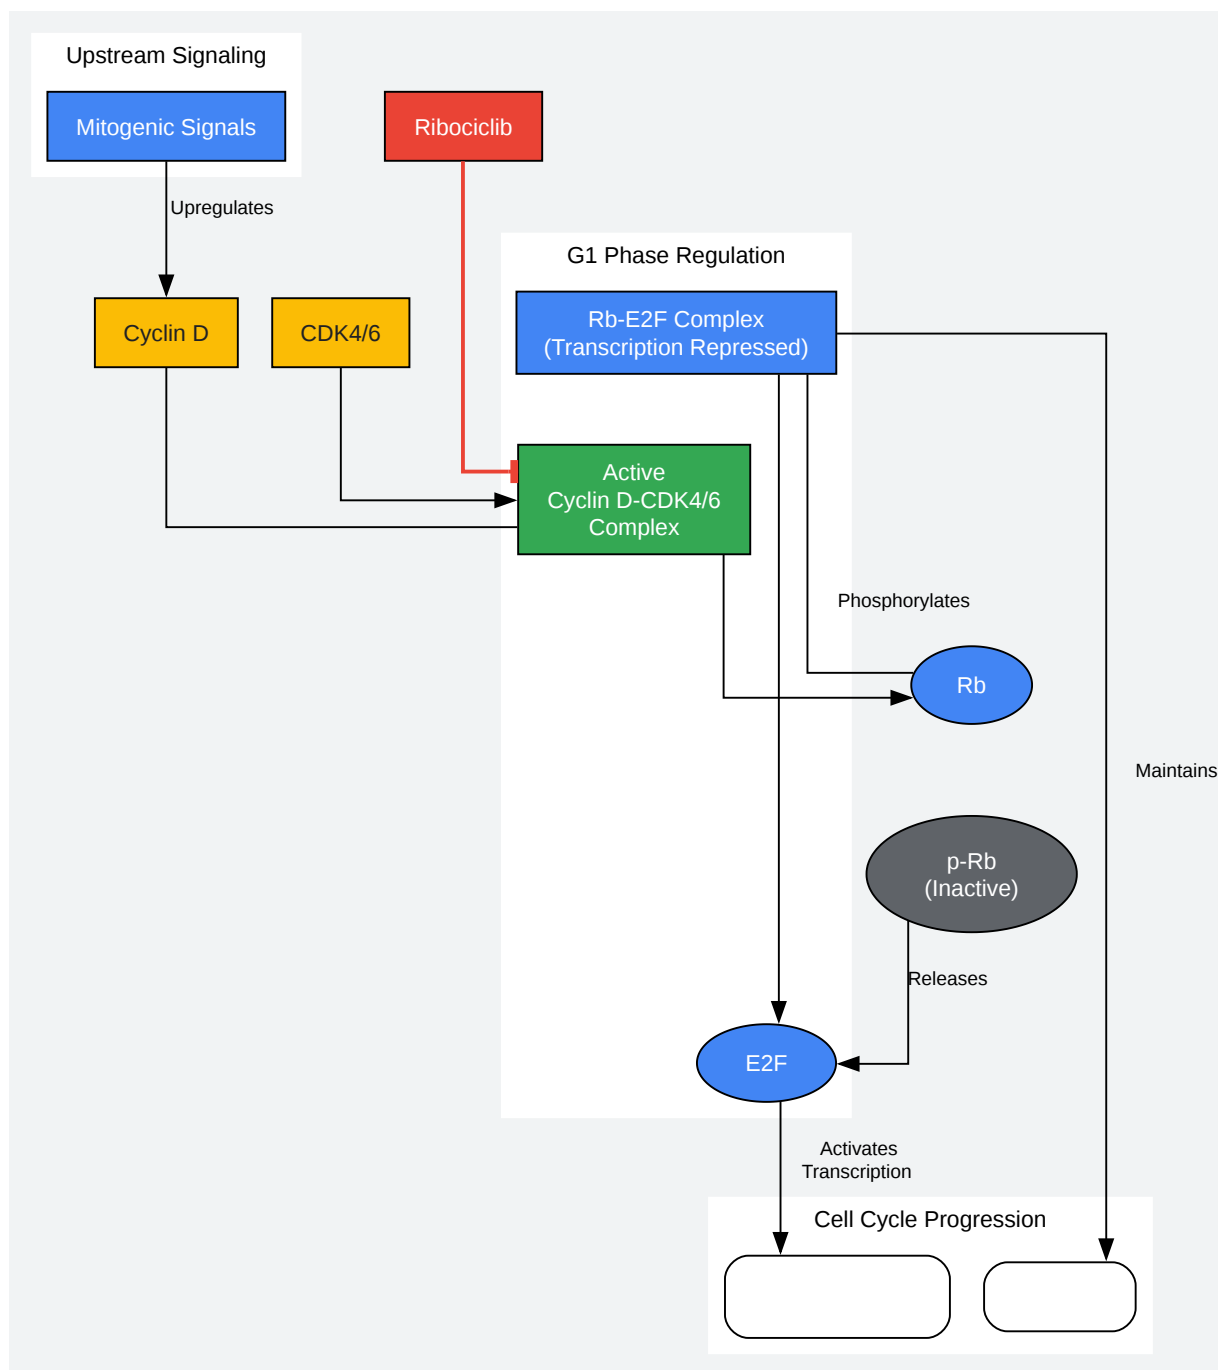 Upstream Signaling
Mitogenic Signals
Ribociclib
Upregulates
G1 Phase Regulation
Cyclin D
CDK4/6
Rb-E2F Complex
(Transcription Repressed)
Active
Cyclin D-CDK4/6
Complex
Phosphorylates
Rb
Maintains
p-Rb
(Inactive)
Releases
E2F
Activates
Transcription
Cell Cycle Progression